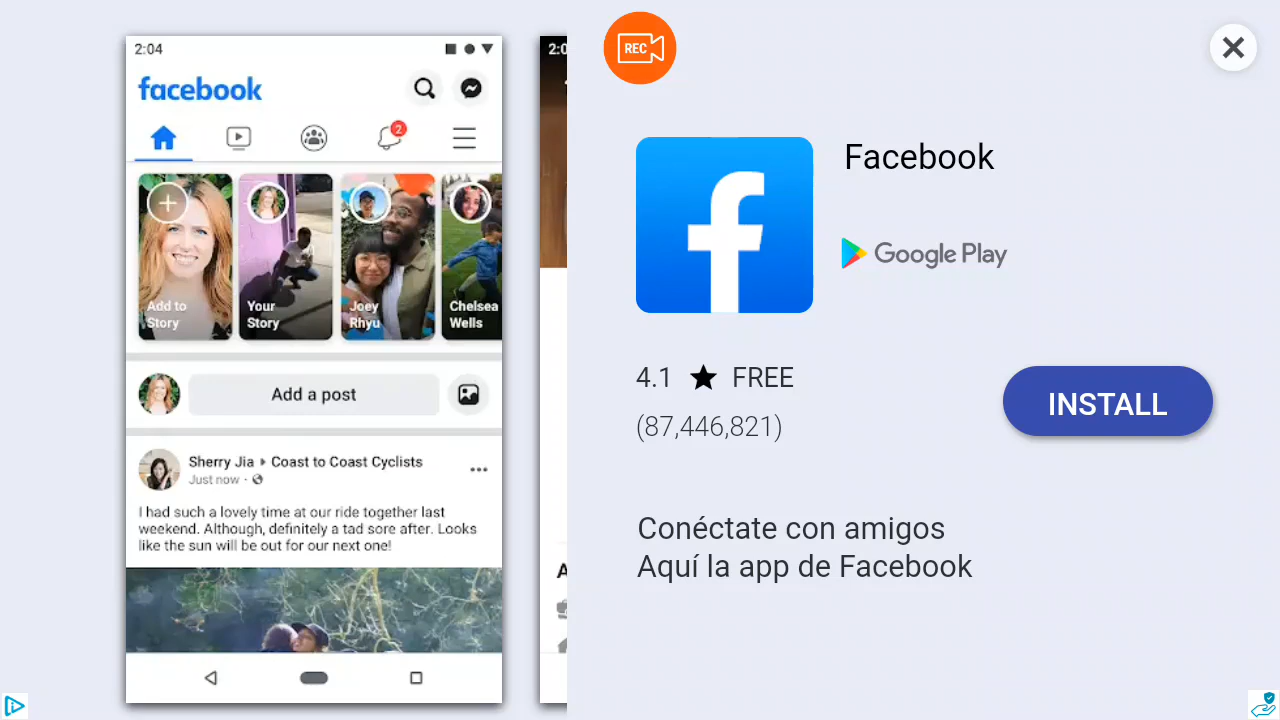 2:04
facebook
2
Add to
Story
Your
Story
Joey
Rhyu
Chelsea
Wells
Add a post
Sherry Jia ▸ Coast to Coast Cyclists
Just now ·
I had such a lovely time at our ride together last
weekend. Although, definitely a tad sore after. Looks
like the sun will be out for our next one!
2:0
A
REC
Facebook
Google Play
4.1 ★ FREE
(87,446,821)
INSTALL
Conéctate con amigos
Aquí la app de Facebook